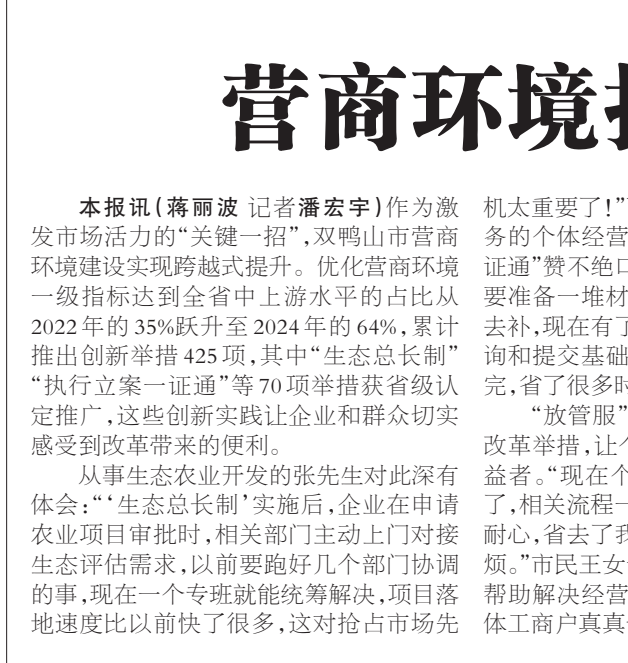 营商环境
本报讯(蒋丽波 记者潘宏宇)作为激
发市场活力的“关键一招”,双鸭山市营商
环境建设实现跨越式提升。优化营商环境
一级指标达到全省中上游水平的占比从
2022年的35%跃升至2024年的64%,累计
推出创新举措425项,其中“生态总长制”
“执行立案一证通”等70项举措获省级认
定推广,这些创新实践让企业和群众切实
感受到改革带来的便利。
从事生态农业开发的张先生对此深有
体会:“‘生态总长制’实施后,企业在申请
农业项目审批时,相关部门主动上门对接
生态评估需求,以前要跑好几个部门协调
的事,现在一个专班就能统筹解决,项目落
地速度比以前快了很多,这对抢占市场先
机太重要了!”
务的个体经营
证通”赞不绝口
要准备一堆材
去补,现在有了
询和提交基础
完,省了很多时
“放管服”
改革举措,让个
益者。“现在个
了,相关流程一
耐心,省去了我
烦。”市民王女
帮助解决经营
体工商户真真